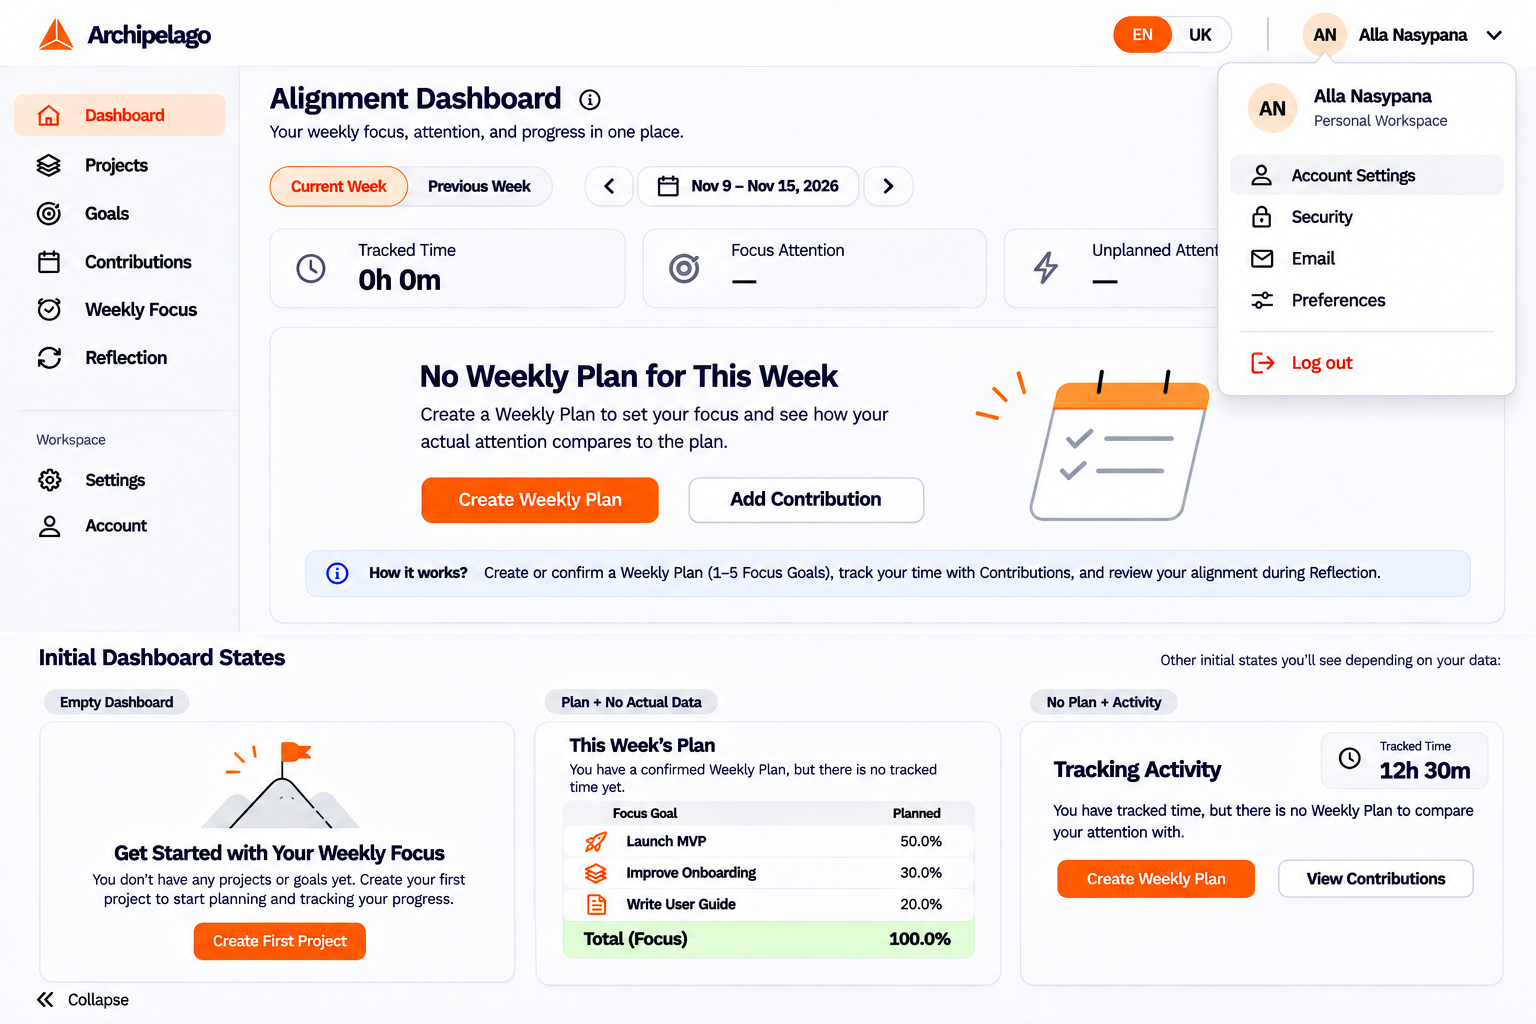 Archipelago
EN UK
AN Alla Nasypana
AN
Alla Nasypana
Personal Workspace
Account Settings
Security
Email
Preferences
Log out
Dashboard
Projects
Goals
Contributions
Weekly Focus
Reflection
Workspace
Settings
Account
Alignment Dashboard
Your weekly focus, attention, and progress in one place.
Current Week Previous Week Nov 9 – Nov 15, 2026
Tracked Time
0h 0m
Focus Attention
—
Unplanned Attent
—
No Weekly Plan for This Week
Create a Weekly Plan to set your focus and see how your
actual attention compares to the plan.
Create Weekly Plan Add Contribution
How it works? Create or confirm a Weekly Plan (1–5 Focus Goals), track your time with Contributions, and review your alignment during Reflection.
Initial Dashboard States
Other initial states you’ll see depending on your data:
Empty Dashboard
Get Started with Your Weekly Focus
You don’t have any projects or goals yet. Create your first
project to start planning and tracking your progress.
Create First Project
Plan + No Actual Data
This Week’s Plan
You have a confirmed Weekly Plan, but there is no tracked
time yet.
Focus Goal Planned
Launch MVP 50.0%
Improve Onboarding 30.0%
Write User Guide 20.0%
Total (Focus) 100.0%
No Plan + Activity
Tracking Activity
Tracked Time
12h 30m
You have tracked time, but there is no Weekly Plan to compare
your attention with.
Create Weekly Plan View Contributions
Collapse